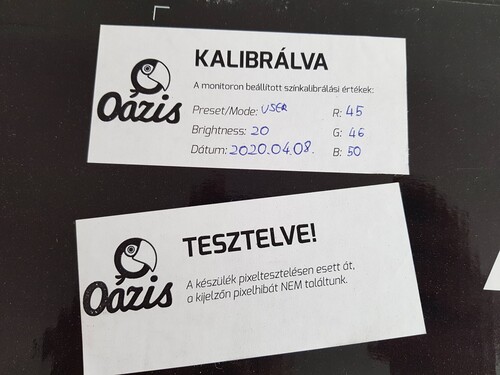 Oázis
KALIBRÁLVA
A monitoron beállított színkalibrálási értékek:
Preset/Mode: USER R: 45
Brightness: 20 G: 46
Dátum: 2020.04.08. B: 50
Oázis
TESZTELVE!
A készülék pixeltesztelésen esett át,
a kijelzőn pixelhibát NEM találtunk.